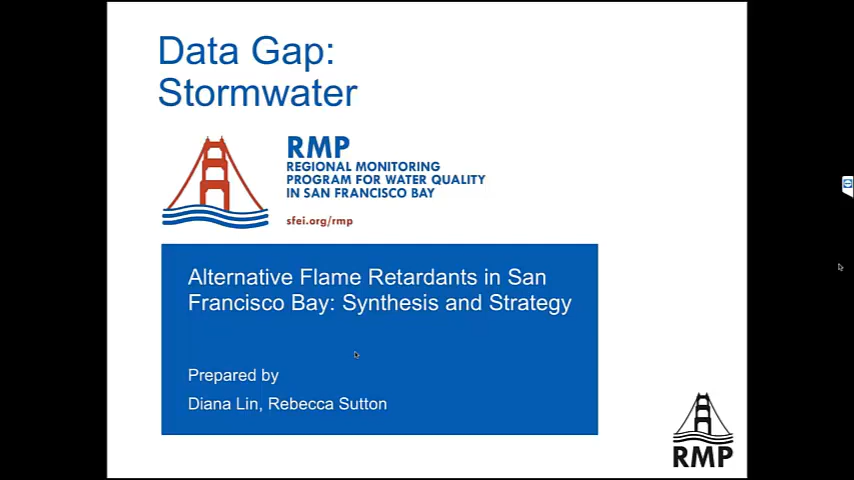 Data Gap:
Stormwater
RMP
REGIONAL MONITORING
PROGRAM FOR WATER QUALITY
IN SAN FRANCISCO BAY
sfei.org/rmp
Alternative Flame Retardants in San
Francisco Bay: Synthesis and Strategy
Prepared by
Diana Lin, Rebecca Sutton
RMP